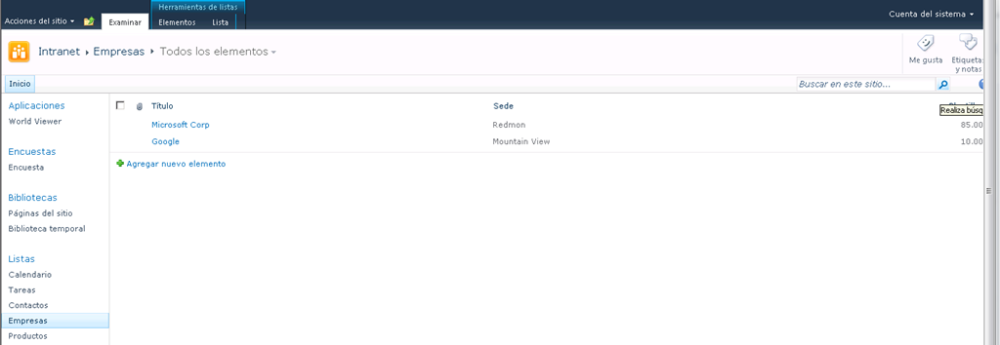 Herramientas de listas
Acciones del sitio Examinar Elementos Lista Cuenta del sistema
Intranet Empresas Todos los elementos
Me gusta Etiquetas y notas
Inicio Buscar en este sitio...
Aplicaciones
World Viewer
Encuestas
Encuesta
Bibliotecas
Páginas del sitio
Biblioteca temporal
Listas
Calendario
Tareas
Contactos
Empresas
Productos
Título Sede
Realiza búsq
Microsoft Corp Redmon 85.00
Google Mountain View 10.00
Agregar nuevo elemento